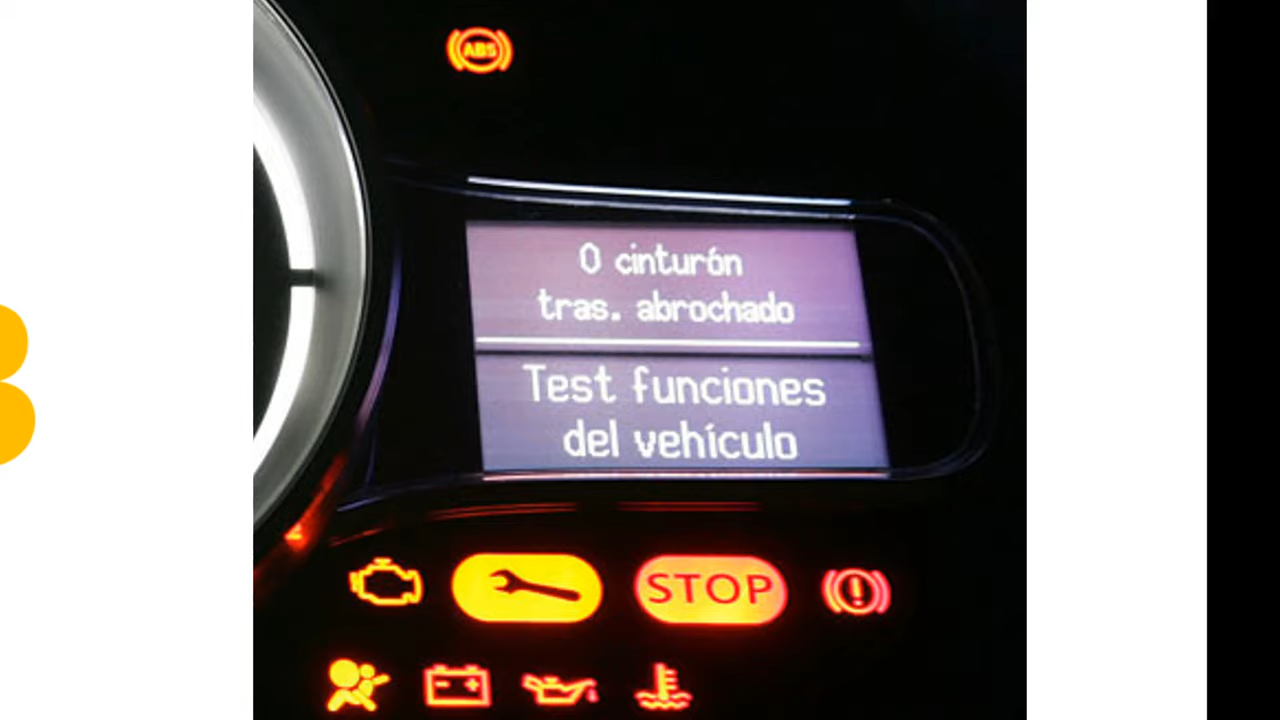 ABS
0 cinturón
tras. abrochado
Test funciones
del vehículo
STOP